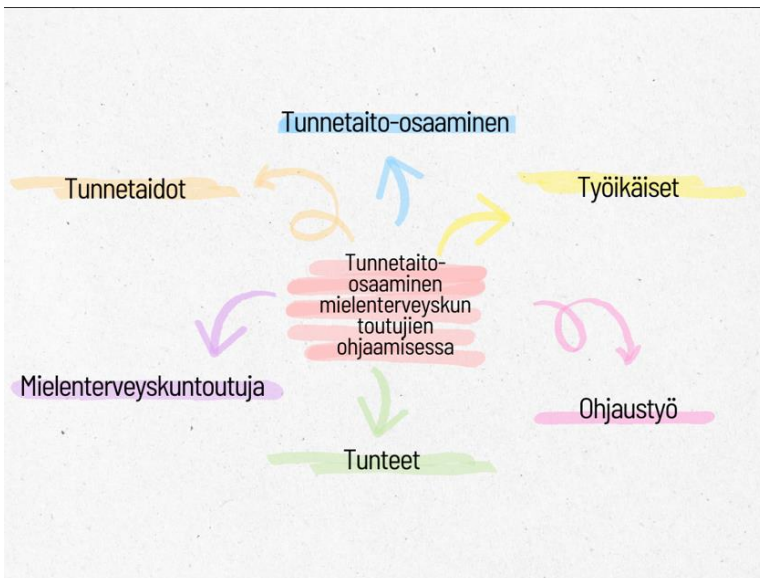 Tunnetaito-osaaminen
Tunnetaidot
Työikäiset
Tunnetaito-
osaaminen
mielenterveyskun
toutujien
ohjaamisessa
Mielenterveyskuntoutuja
Ohjaustyö
Tunteet